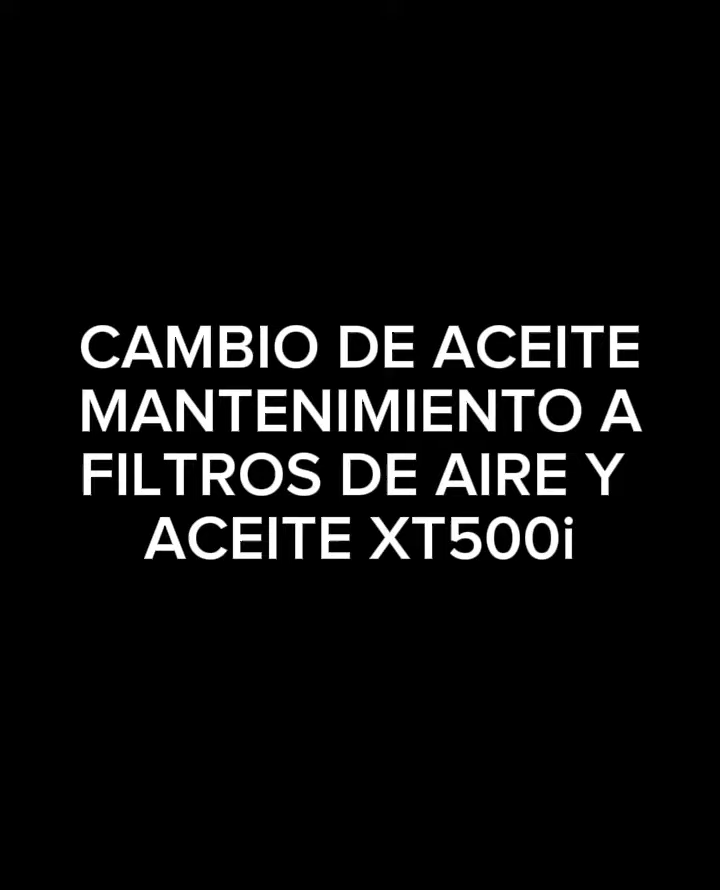 CAMBIO DE ACEITE
MANTENIMIENTO A
FILTROS DE AIRE Y
ACEITE XT500i